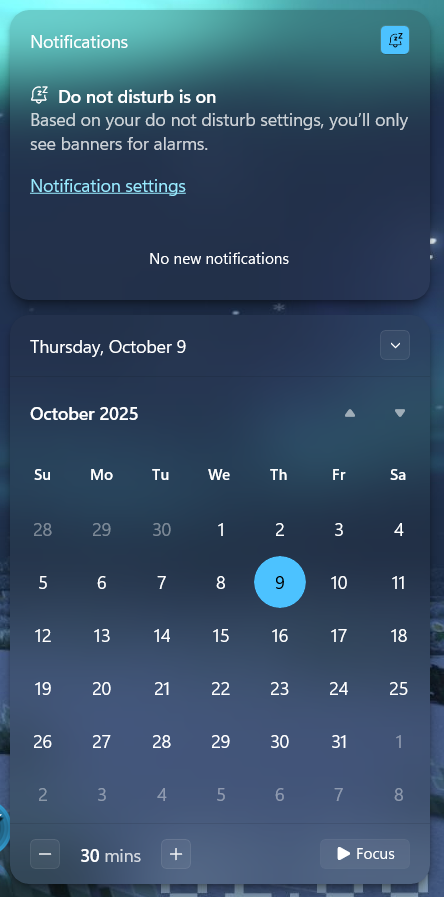 Notifications
Do not disturb is on
Based on your do not disturb settings, you'll only
see banners for alarms.
Notification settings
No new notifications
Thursday, October 9
October 2025
Su Mo Tu We Th Fr Sa
28 29 30 1 2 3 4
5 6 7 8 9 10 11
12 13 14 15 16 17 18
19 20 21 22 23 24 25
26 27 28 29 30 31 1
2 3 4 5 6 7 8
30 mins Focus